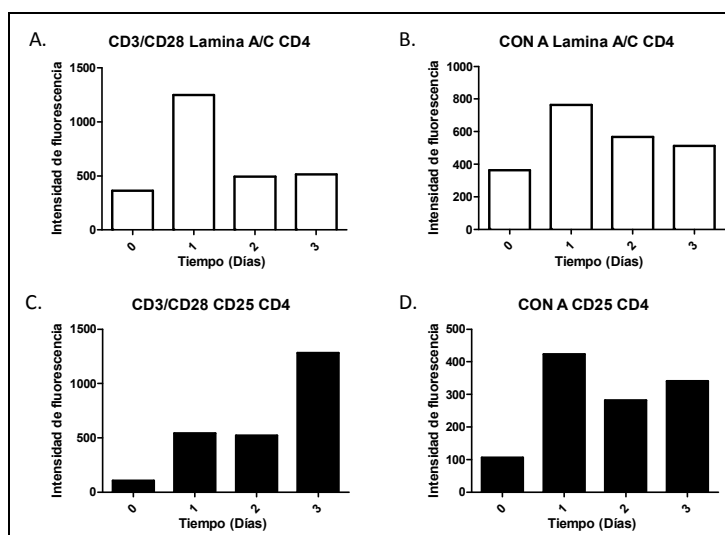 A.
CD3/CD28 Lamina A/C CD4
Intensidad de fluorescencia
1500
1000
500
0
0 1 2 3
Tiempo (Días)
B.
CON A Lamina A/C CD4
Intensidad de fluorescencia
1000
800
600
400
200
0
0 1 2 3
Tiempo (Días)
C.
CD3/CD28 CD25 CD4
Intensidad de fluorescencia
1500
1000
500
0
0 1 2 3
Tiempo (Días)
D.
CON A CD25 CD4
Intensidad de fluorescencia
500
400
300
200
100
0
0 1 2 3
Tiempo (Días)